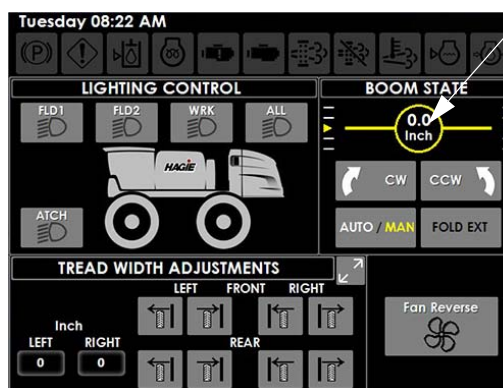 Tuesday 08:22 AM
(P)
LIGHTING CONTROL
FLD1 FLD2 WRK ALL
HAGIE
ATCH
BOOM STATE
0.0
Inch
CW CCW
AUTO / MAN FOLD EXT
TREAD WIDTH ADJUSTMENTS
LEFT FRONT RIGHT
Inch
LEFT RIGHT
0 0
REAR
Fan Reverse